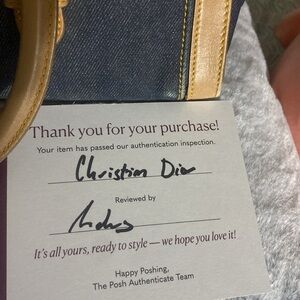 Thank you for your purchase!
Your item has passed our authentication inspection.
Christian Dior
Reviewed by
It's all yours, ready to style — we hope you love it!
Happy Poshing,
The Posh Authenticate Team